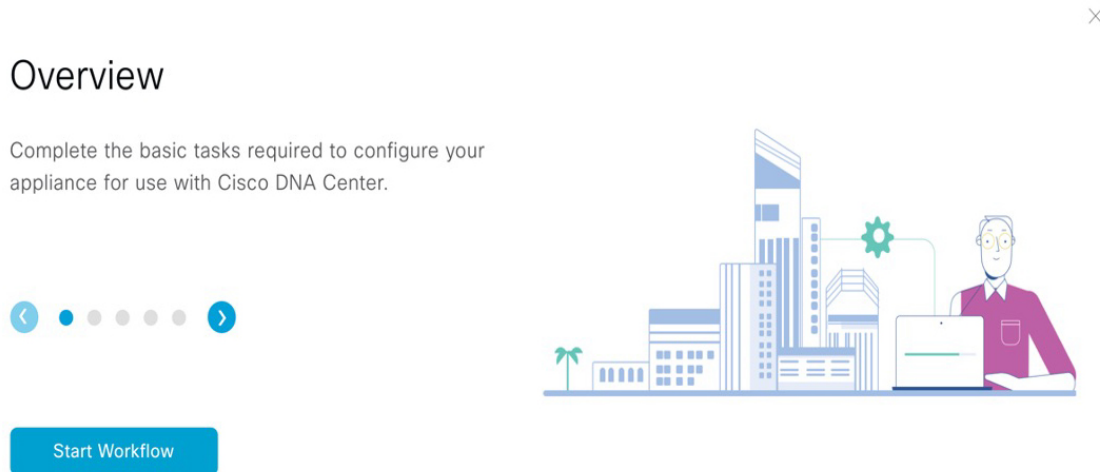 Overview
Complete the basic tasks required to configure your
appliance for use with Cisco DNA Center.
Start Workflow